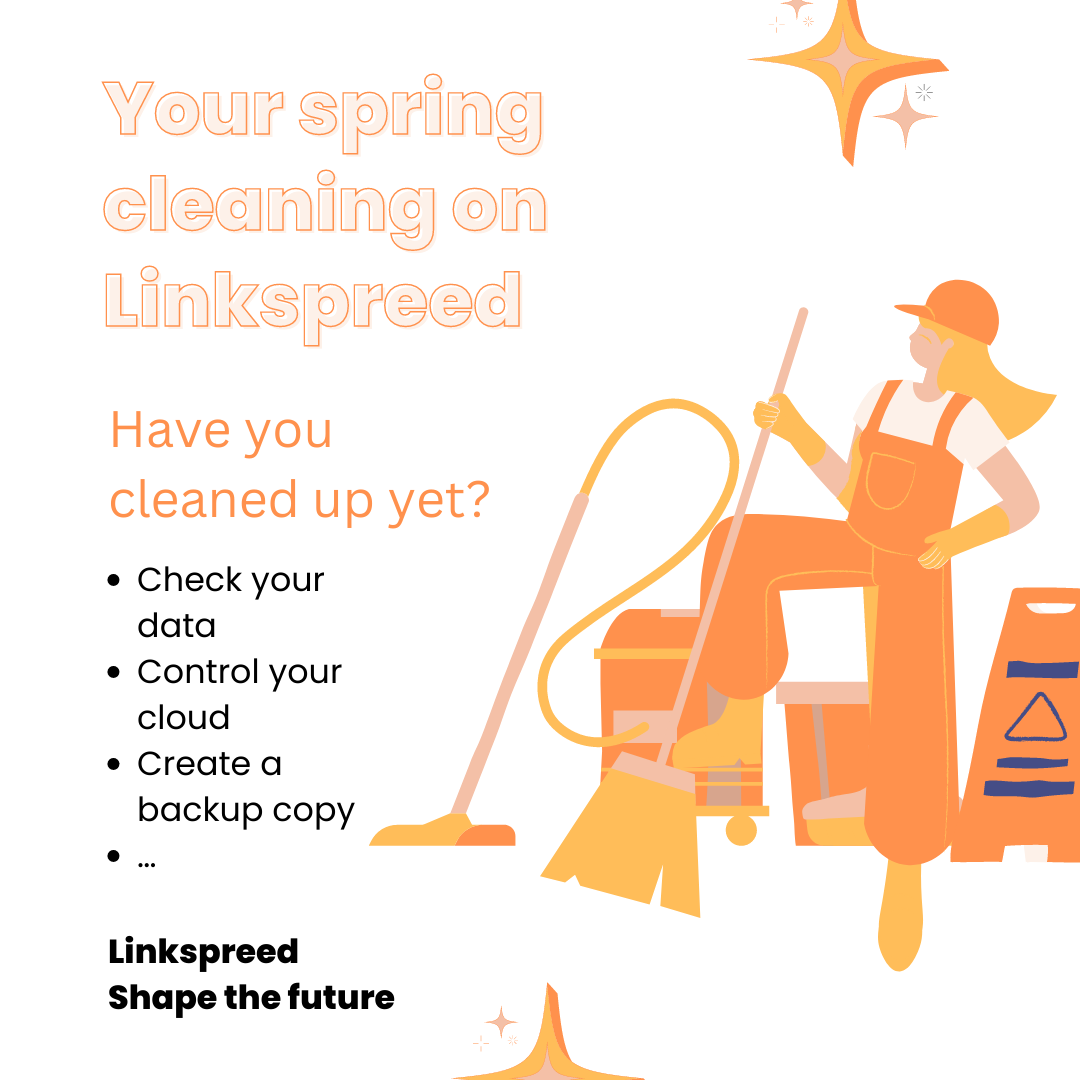 Your spring
cleaning on
Linkspreed
Have you
cleaned up yet?
• Check your
data
• Control your
cloud
• Create a
backup copy
• ...
Linkspreed
Shape the future